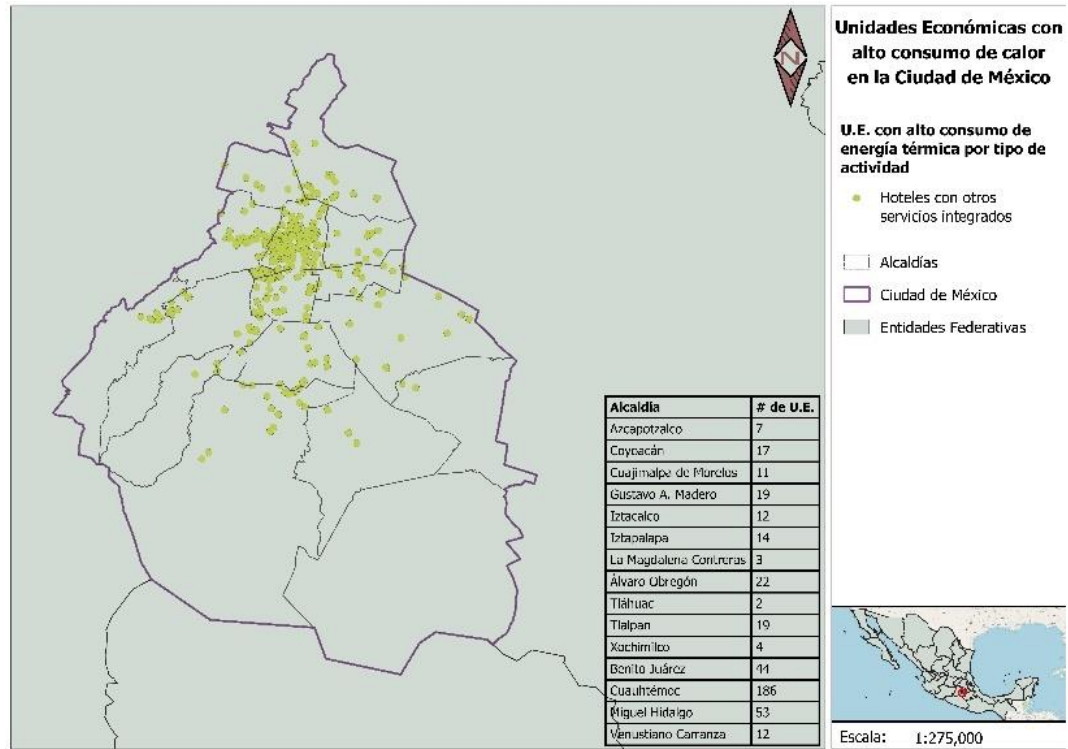 Unidades Económicas con
alto consumo de calor
en la Ciudad de México
U.E. con alto consumo de
energía térmica por tipo de
actividad
Hoteles con otros
servicios integrados
Alcaldías
Ciudad de México
Entidades Federativas
Z
Alcaldía # de U.E.
Azcapotzalco 7
Coyoacán 17
Cuajimalpa de Morelos 11
Gustavo A. Madero 19
Iztacalco 12
Iztapalapa 14
La Magdalena Contreras 3
Álvaro Obregón 22
Tláhuac 2
Tlalpan 19
Xochimilco 4
Benito Juárez 44
Cuauhtémoc 186
Miguel Hidalgo 53
Venustiano Carranza 12
Escala: 1:275,000